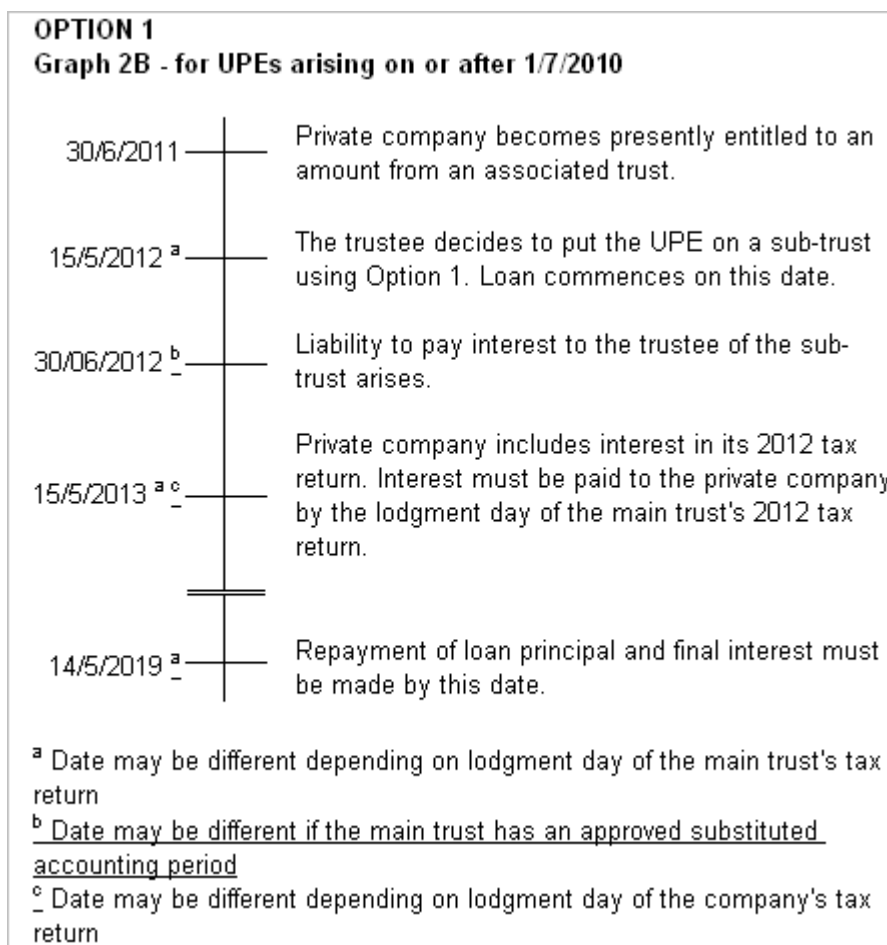 OPTION 1
Graph 2B - for UPEs arising on or after 1/7/2010
30/6/2011
Private company becomes presently entitled to an
amount from an associated trust.
15/5/2012 a
The trustee decides to put the UPE on a sub-trust
using Option 1. Loan commences on this date.
30/06/2012 b
Liability to pay interest to the trustee of the sub-
trust arises.
15/5/2013 a c
Private company includes interest in its 2012 tax
return. Interest must be paid to the private company
by the lodgment day of the main trust's 2012 tax
return.
14/5/2019 a
Repayment of loan principal and final interest must
be made by this date.
a Date may be different depending on lodgment day of the main trust's tax
return
b Date may be different if the main trust has an approved substituted
accounting period
c Date may be different depending on lodgment day of the company's tax
return